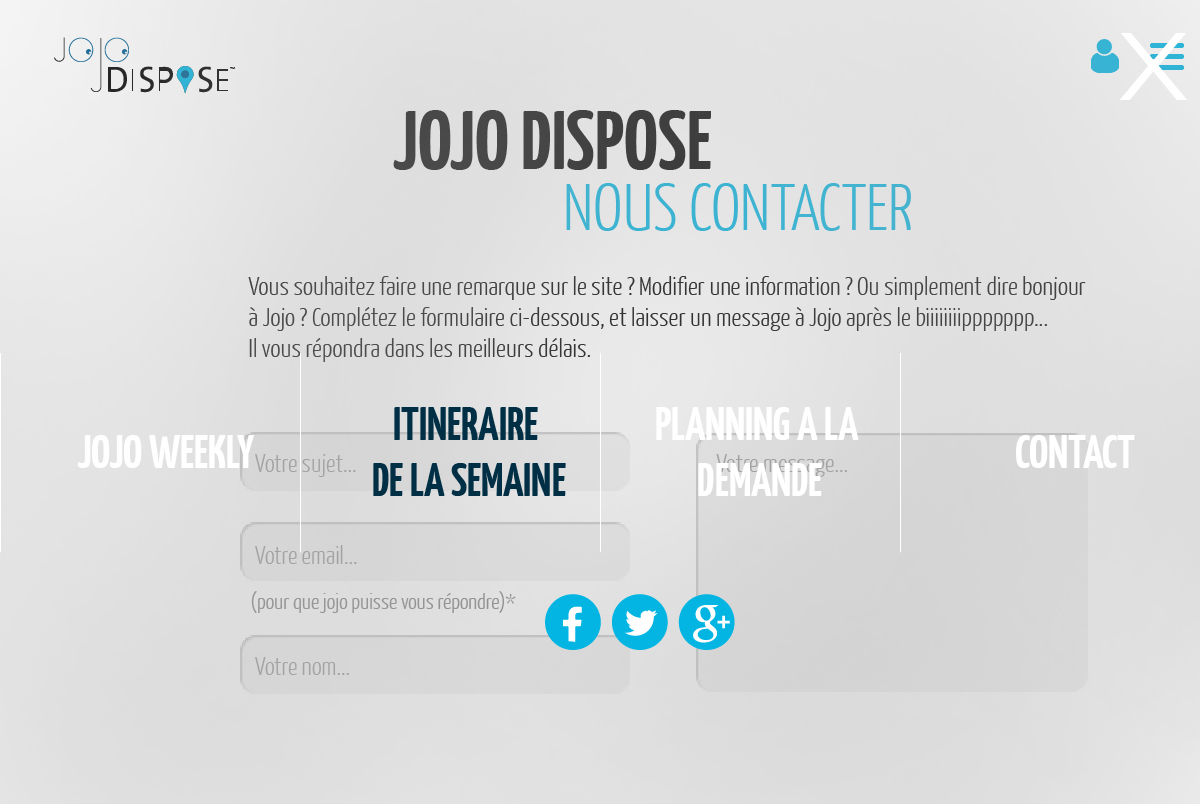 JOJO
DISPOSE™
X
JOJO DISPOSE
NOUS CONTACTER
Vous souhaitez faire une remarque sur le site ? Modifier une information ? Ou simplement dire bonjour
à Jojo ? Complétez le formulaire ci-dessous, et laisser un message à Jojo après le biiiiiiiippppppp...
Il vous répondra dans les meilleurs délais.
JOJO WEEKLY
ITINERAIRE
DE LA SEMAINE
PLANNING A LA
DEMANDE
CONTACT
Votre sujet...
Votre message...
Votre email...
(pour que jojo puisse vous répondre)*
Votre nom...
f
g+